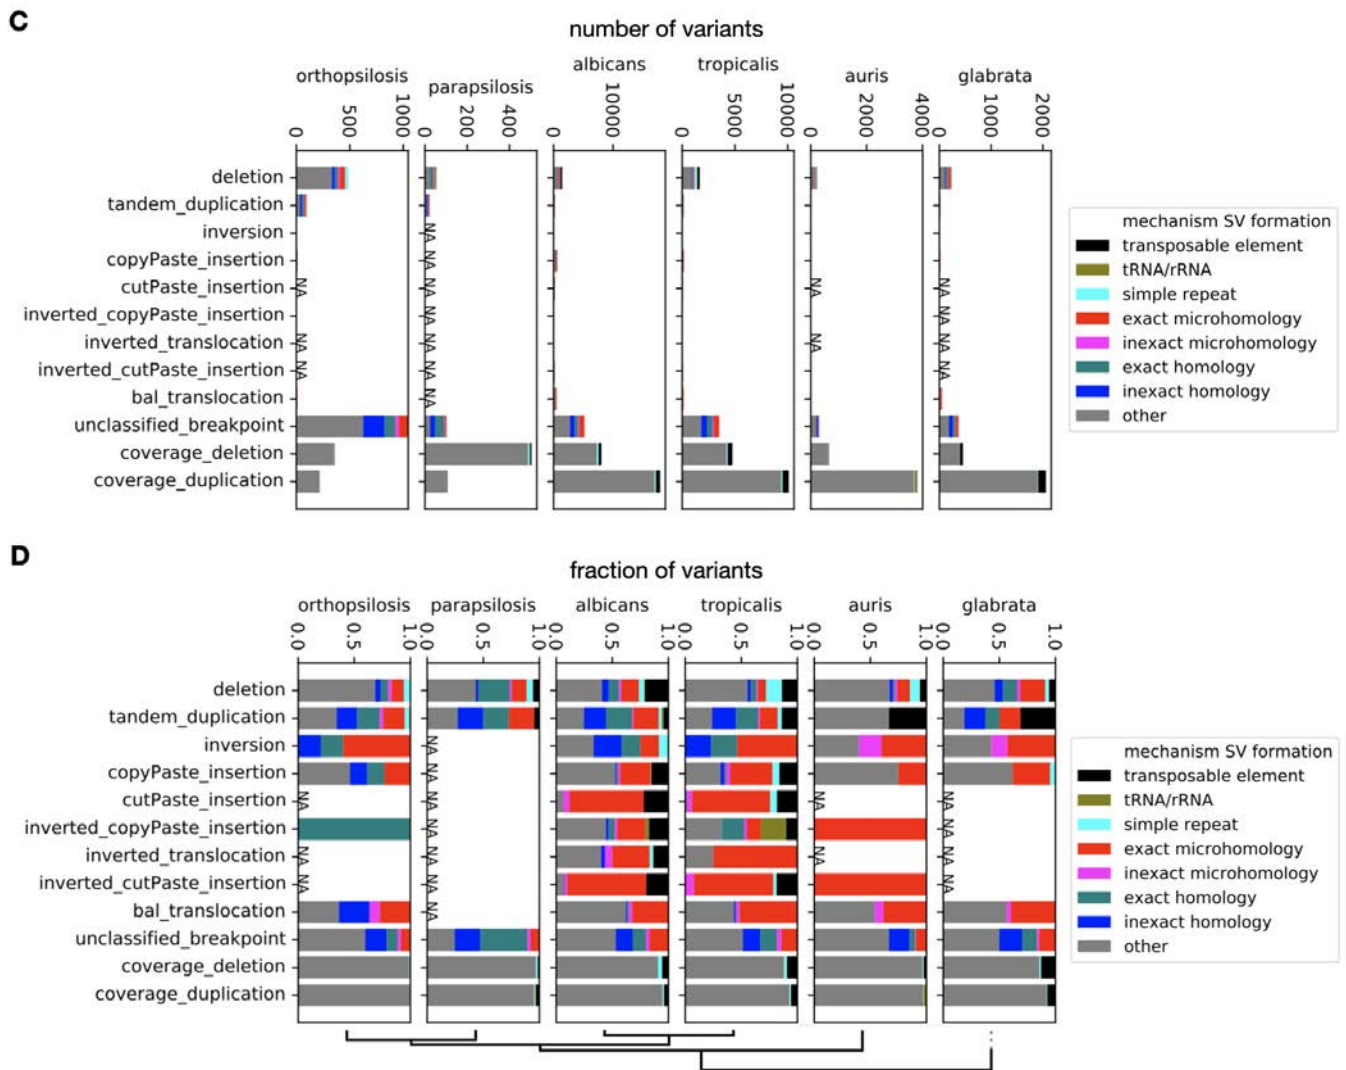 C
number of variants
orthopsilosis parapsilosis albicans tropicalis auris glabrata
0 500 1000 0 200 400 0 10000 0 5000 10000 0 2000 4000 0 1000 2000
deletion
tandem_duplication
inversion NA
copyPaste_insertion NA
cutPaste_insertion NA NA NA NA
inverted_copyPaste_insertion NA NA
inverted_translocation NA NA NA NA
inverted_cutPaste_insertion NA NA NA
bal_translocation NA
unclassified_breakpoint
coverage_deletion
coverage_duplication
mechanism SV formation
transposable element
tRNA/rRNA
simple repeat
exact microhomology
inexact microhomology
exact homology
inexact homology
other
D
fraction of variants
orthopsilosis parapsilosis albicans tropicalis auris glabrata
0.0 0.5 1.0 0.0 0.5 1.0 0.0 0.5 1.0 0.0 0.5 1.0 0.0 0.5 1.0 0.0 0.5 1.0
deletion
tandem_duplication
inversion NA
copyPaste_insertion NA
cutPaste_insertion NA NA NA NA
inverted_copyPaste_insertion NA NA
inverted_translocation NA NA NA NA
inverted_cutPaste_insertion NA NA NA
bal_translocation NA
unclassified_breakpoint
coverage_deletion
coverage_duplication
mechanism SV formation
transposable element
tRNA/rRNA
simple repeat
exact microhomology
inexact microhomology
exact homology
inexact homology
other